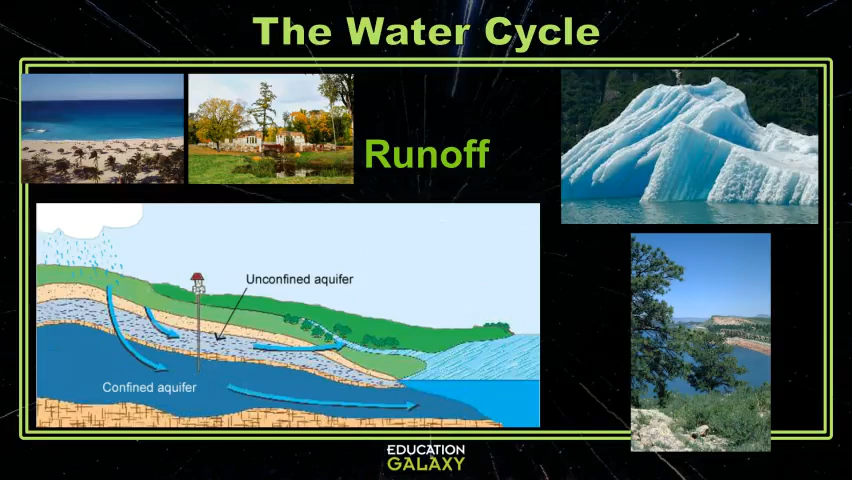 The Water Cycle
Runoff
Unconfined aquifer
Confined aquifer
EDUCATION
GALAXY